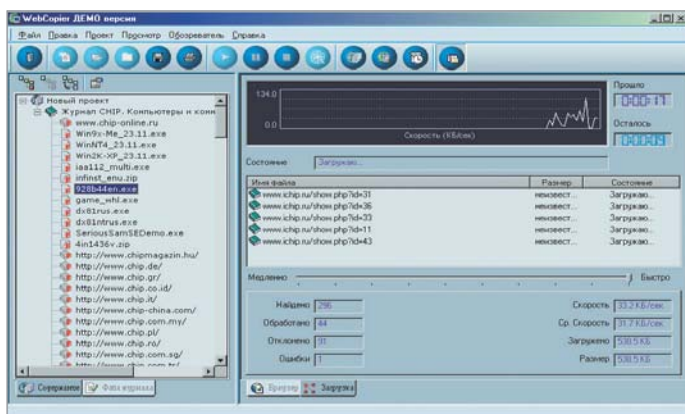 WebCopier ДЕМО версия
Файл Правка Проект Просмотр Обозреватель Справка
Новый проект
Журнал CHIP. Компьютеры и комм
www.chip-online.ru
Win9x-Me_23.11.exe
WinNT4_23.11.exe
Win2K-XP_23.11.exe
iaa112_multi.exe
infinst_enu.zip
928b44en.exe
game_whl.exe
dx81rus.exe
dx81ntrus.exe
SeriousSamSEDemo.exe
4in1436v.zip
http://www.chipmagazin.hu/
http://www.chip.de/
http://www.chip.gr/
http://www.chip.co.id/
http://www.chip.it/
http://www.chip-china.com/
http://www.chip.com.my/
http://www.chip.pl/
http://www.chip.ro/
http://www.chip.com.sg/
http://www.chip.com.tr/
Содержание Файл журнала
134.0
0.0
Скорость (КБ/сек)
Прошло
0:00:17
Осталось
0:00:09
Состояние Загружаю...
Имя файла Размер Состояние
www.ichip.ru/show.php?id=31 неизвест... Загружаю...
www.ichip.ru/show.php?id=36 неизвест... Загружаю...
www.ichip.ru/show.php?id=33 неизвест... Загружаю...
www.ichip.ru/show.php?id=11 неизвест... Загружаю...
www.ichip.ru/show.php?id=43 неизвест... Загружаю...
Медленно Быстро
Найдено 296 Скорость 33.2 КБ/сек.
Обработано 44 Ср. Скорость 31.7 КБ/сек.
Отклонено 91 Загружено 538.5 КБ
Ошибки 1 Размер 538.5 КБ
Браузер Загрузка